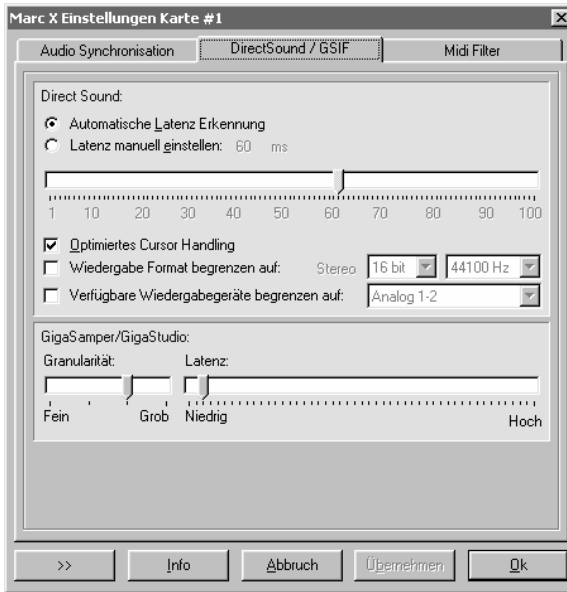 Marc X Einstellungen Karte #1
Audio Synchronisation DirectSound / GSIF Midi Filter
Direct Sound:
Automatische Latenz Erkennung
Latenz manuell einstellen: 60 ms
1 10 20 30 40 50 60 70 80 90 100
Optimiertes Cursor Handling
Wiedergabe Format begrenzen auf: Stereo 16 bit 44100 Hz
Verfügbare Wiedergabegeräte begrenzen auf: Analog 1-2
GigaSamper/GigaStudio:
Granularität: Latenz:
Fein Grob Niedrig Hoch
>> Info Abbruch Übernehmen Ok